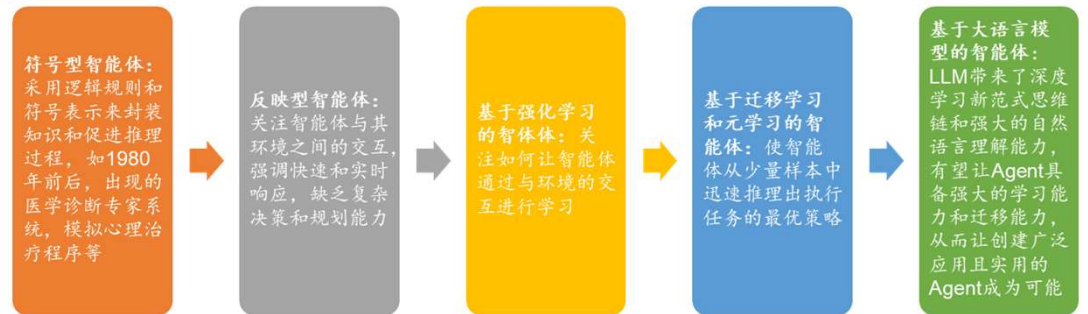 符号型智能体：
采用逻辑规则和
符号表示来封装
知识和促进推理
过程，如1980
年前后，出现的
医学诊断专家系
统，模拟心理治
疗程序等
反映型智能体：
关注智能体与其
环境之间的交互，
强调快速和实时
响应，缺乏复杂
决策和规划能力
基于强化学习
的智体体：关
注如何让智能体
通过与环境的交
互进行学习
基于迁移学习
和元学习的智
能体：使智能
体从少量样本中
迅速推理出执行
任务的最优策略
基于大语言模
型的智能体：
LLM带来了深度
学习新范式思维
链和强大的自然
语言理解能力，
有望让Agent具
备强大的学习能
力和迁移能力，
从而让创建广泛
应用且实用的
Agent成为可能